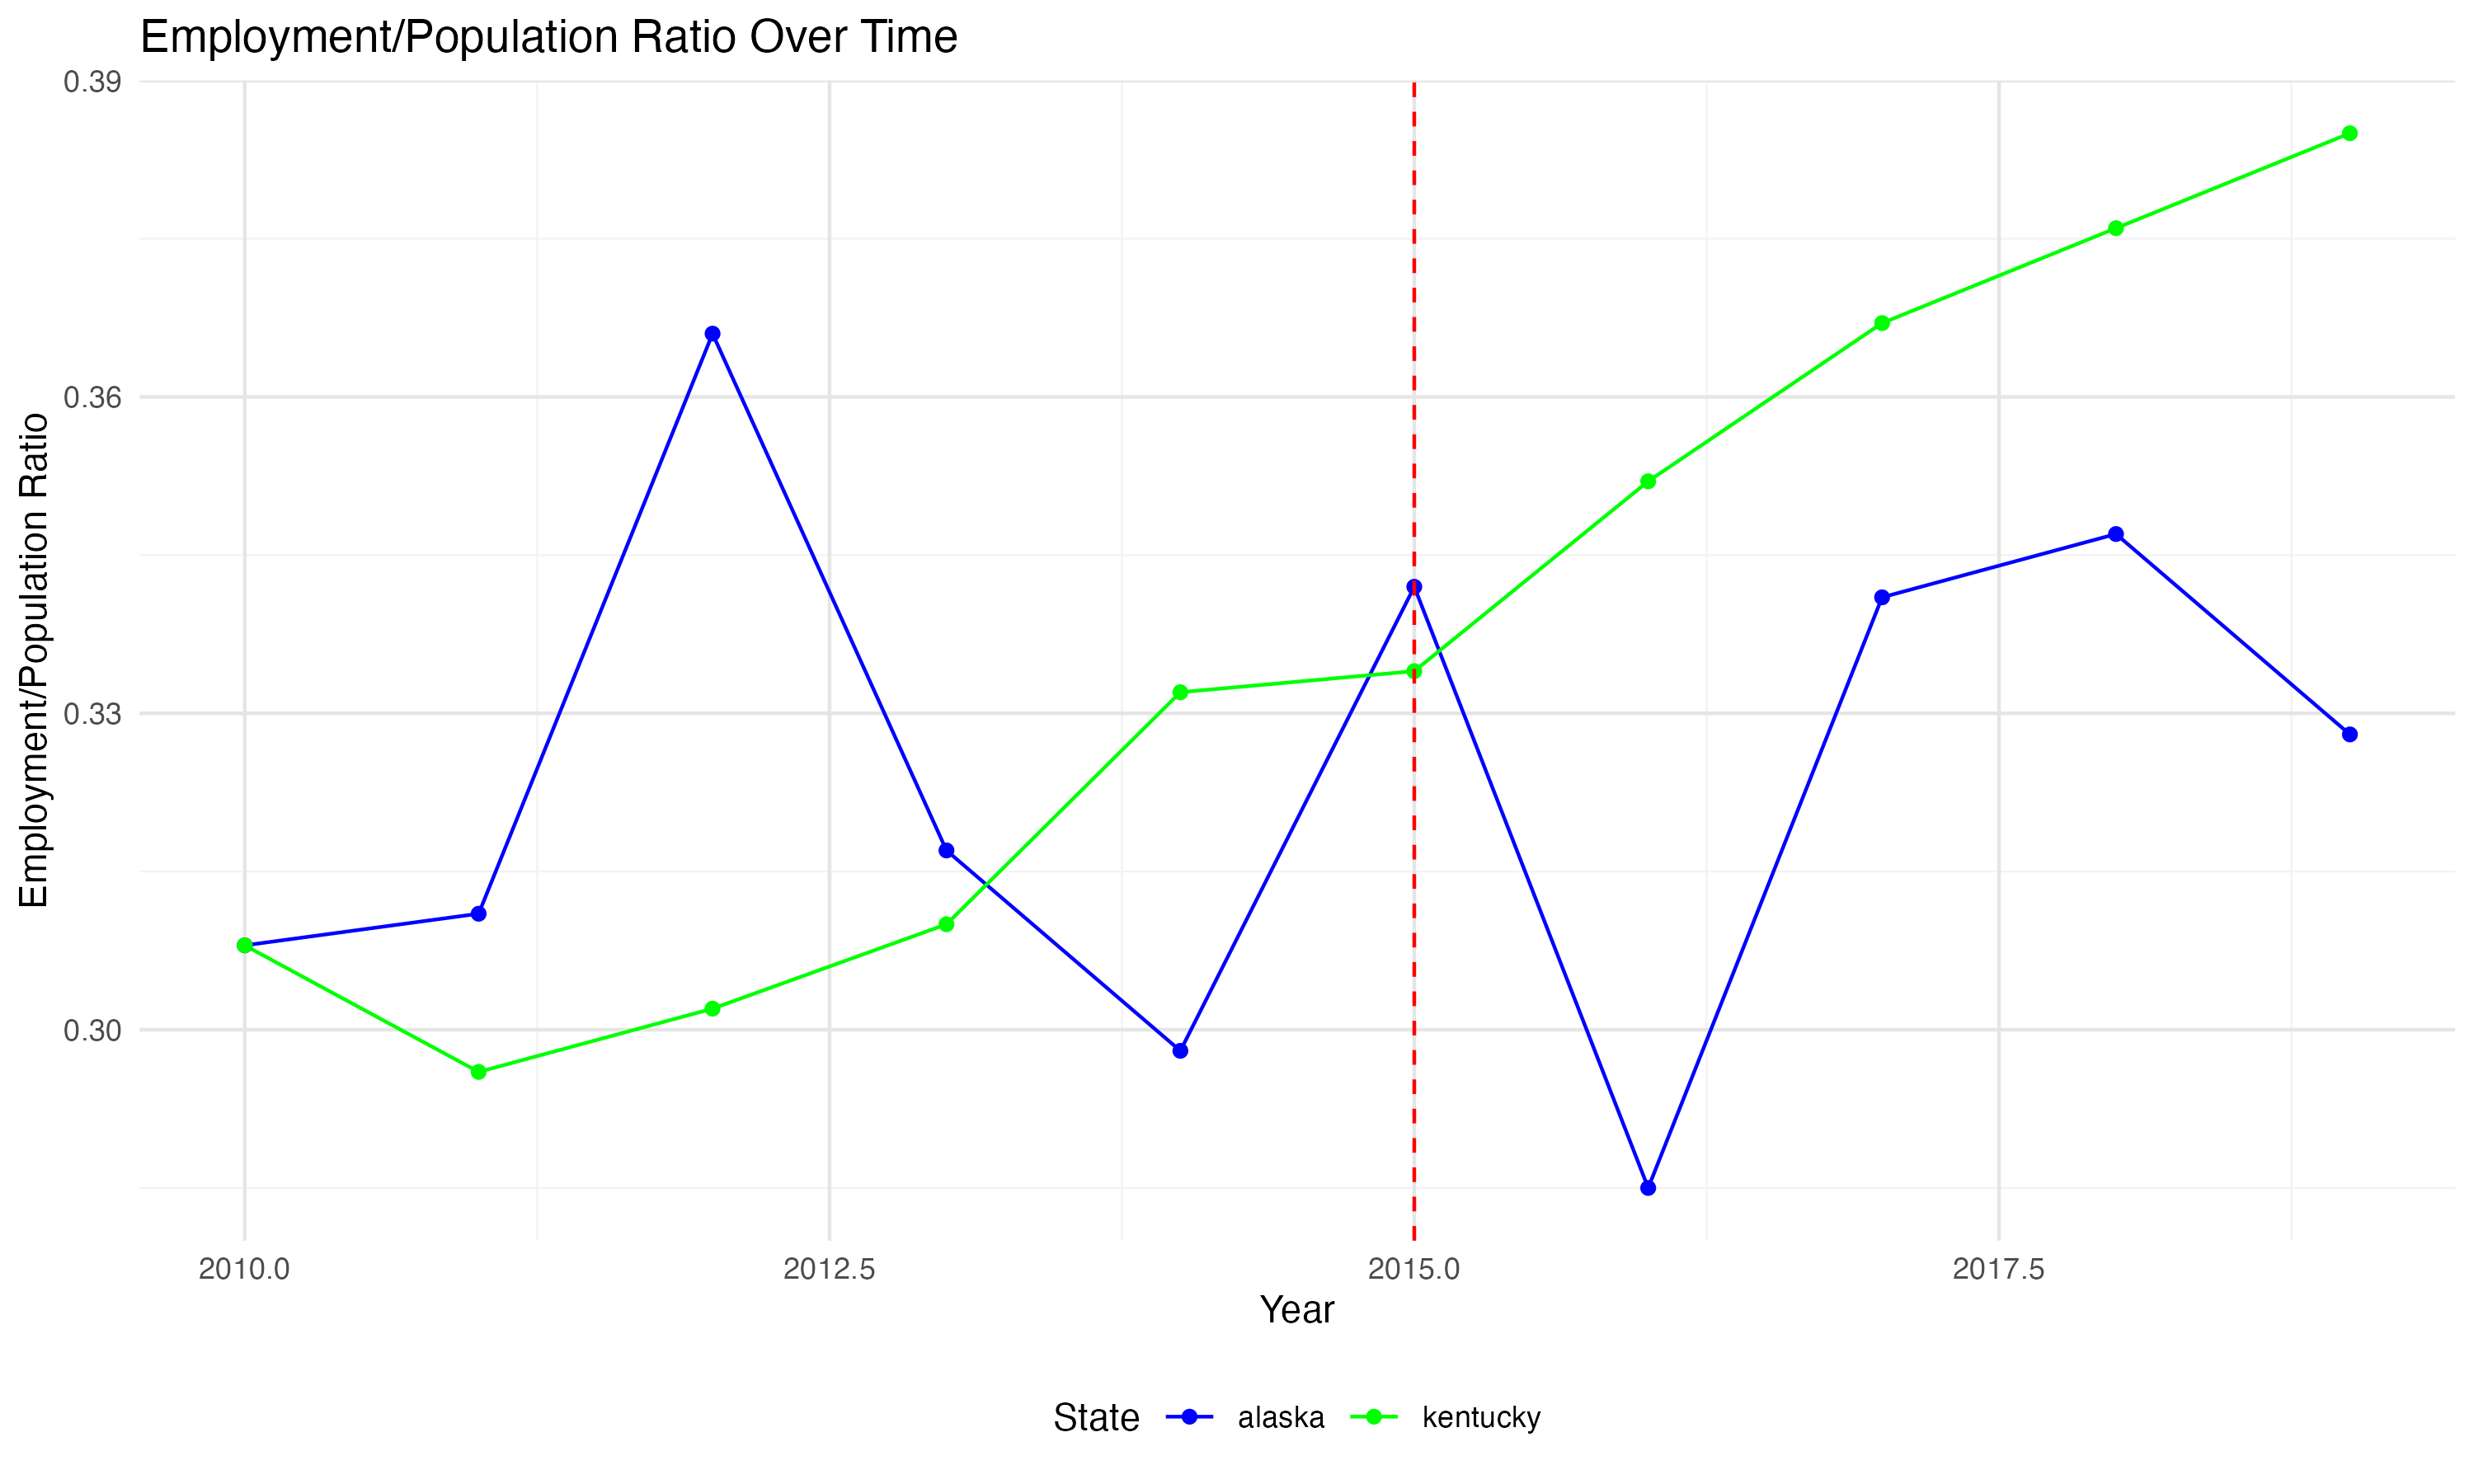 Employment/Population Ratio Over Time
Employment/Population Ratio
0.39
0.36
0.33
0.30
2010.0 2012.5 2015.0 2017.5
Year
State alaska kentucky